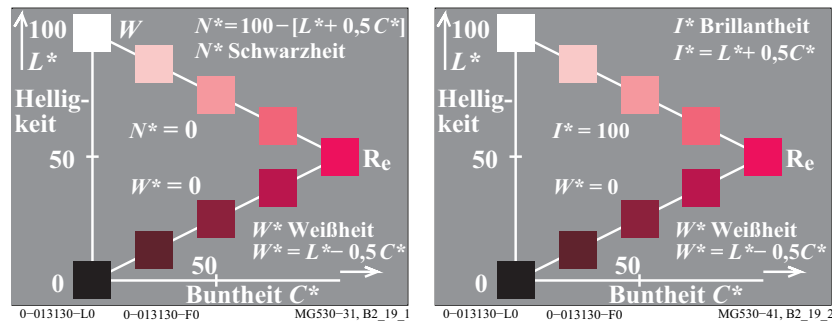 100 W N* = 100 – [L* + 0,5 C*]
L* N* Schwarzheit
Hellig-
keit
N* = 0
50
Re
W* = 0
W* Weißheit
W* = L* – 0,5 C*
0
50
Buntheit C*
0-013130-L0 0-013130-F0 MG530-31, B2_19_1
100 I* Brillantheit
L* I* = L* + 0,5C*
Hellig-
keit
I* = 100
50
Re
W* = 0
W* Weißheit
W* = L* – 0,5C*
0
50
Buntheit C*
0-013130-L0 0-013130-F0 MG530-41, B2_19_2